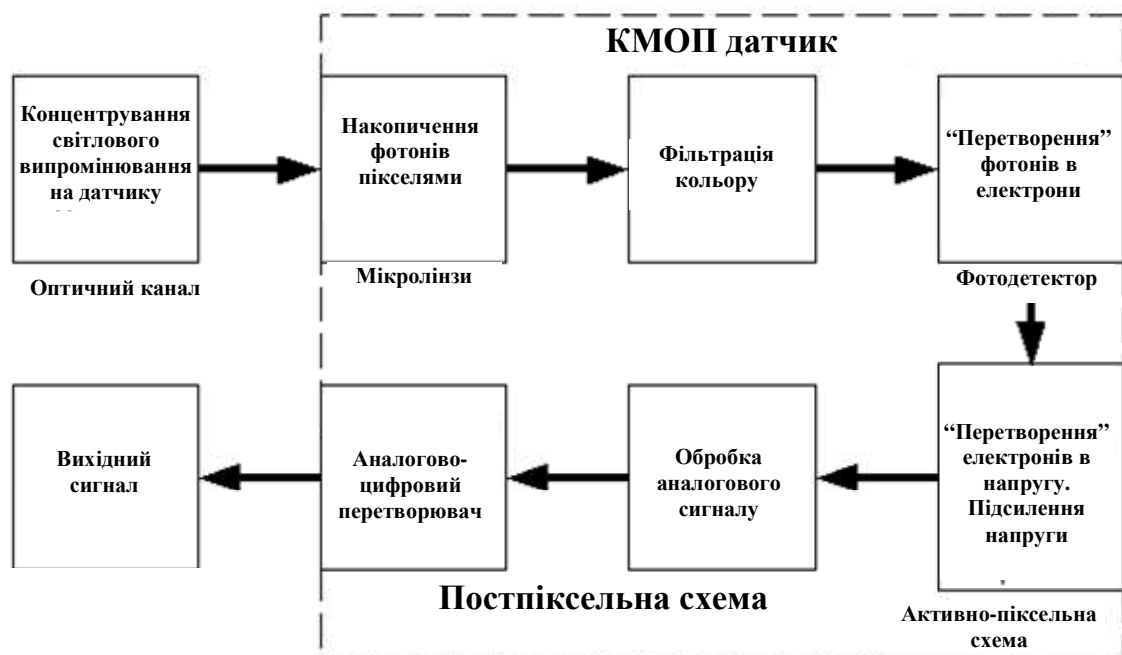 КМОП датчик
Концентрування
світлового
випромінювання
на датчику
Накопичення
фотонів
пікселями
Фільтрація
кольору
“Перетворення”
фотонів в
електрони
Оптичний канал
Мікролінзи
Фотодетектор
Вихідний
сигнал
Аналогово-
цифровий
перетворювач
Обробка
аналогового
сигналу
“Перетворення”
електронів в
напругу.
Підсилення
напруги
Постпіксельна схема
Активно-піксельна
схема